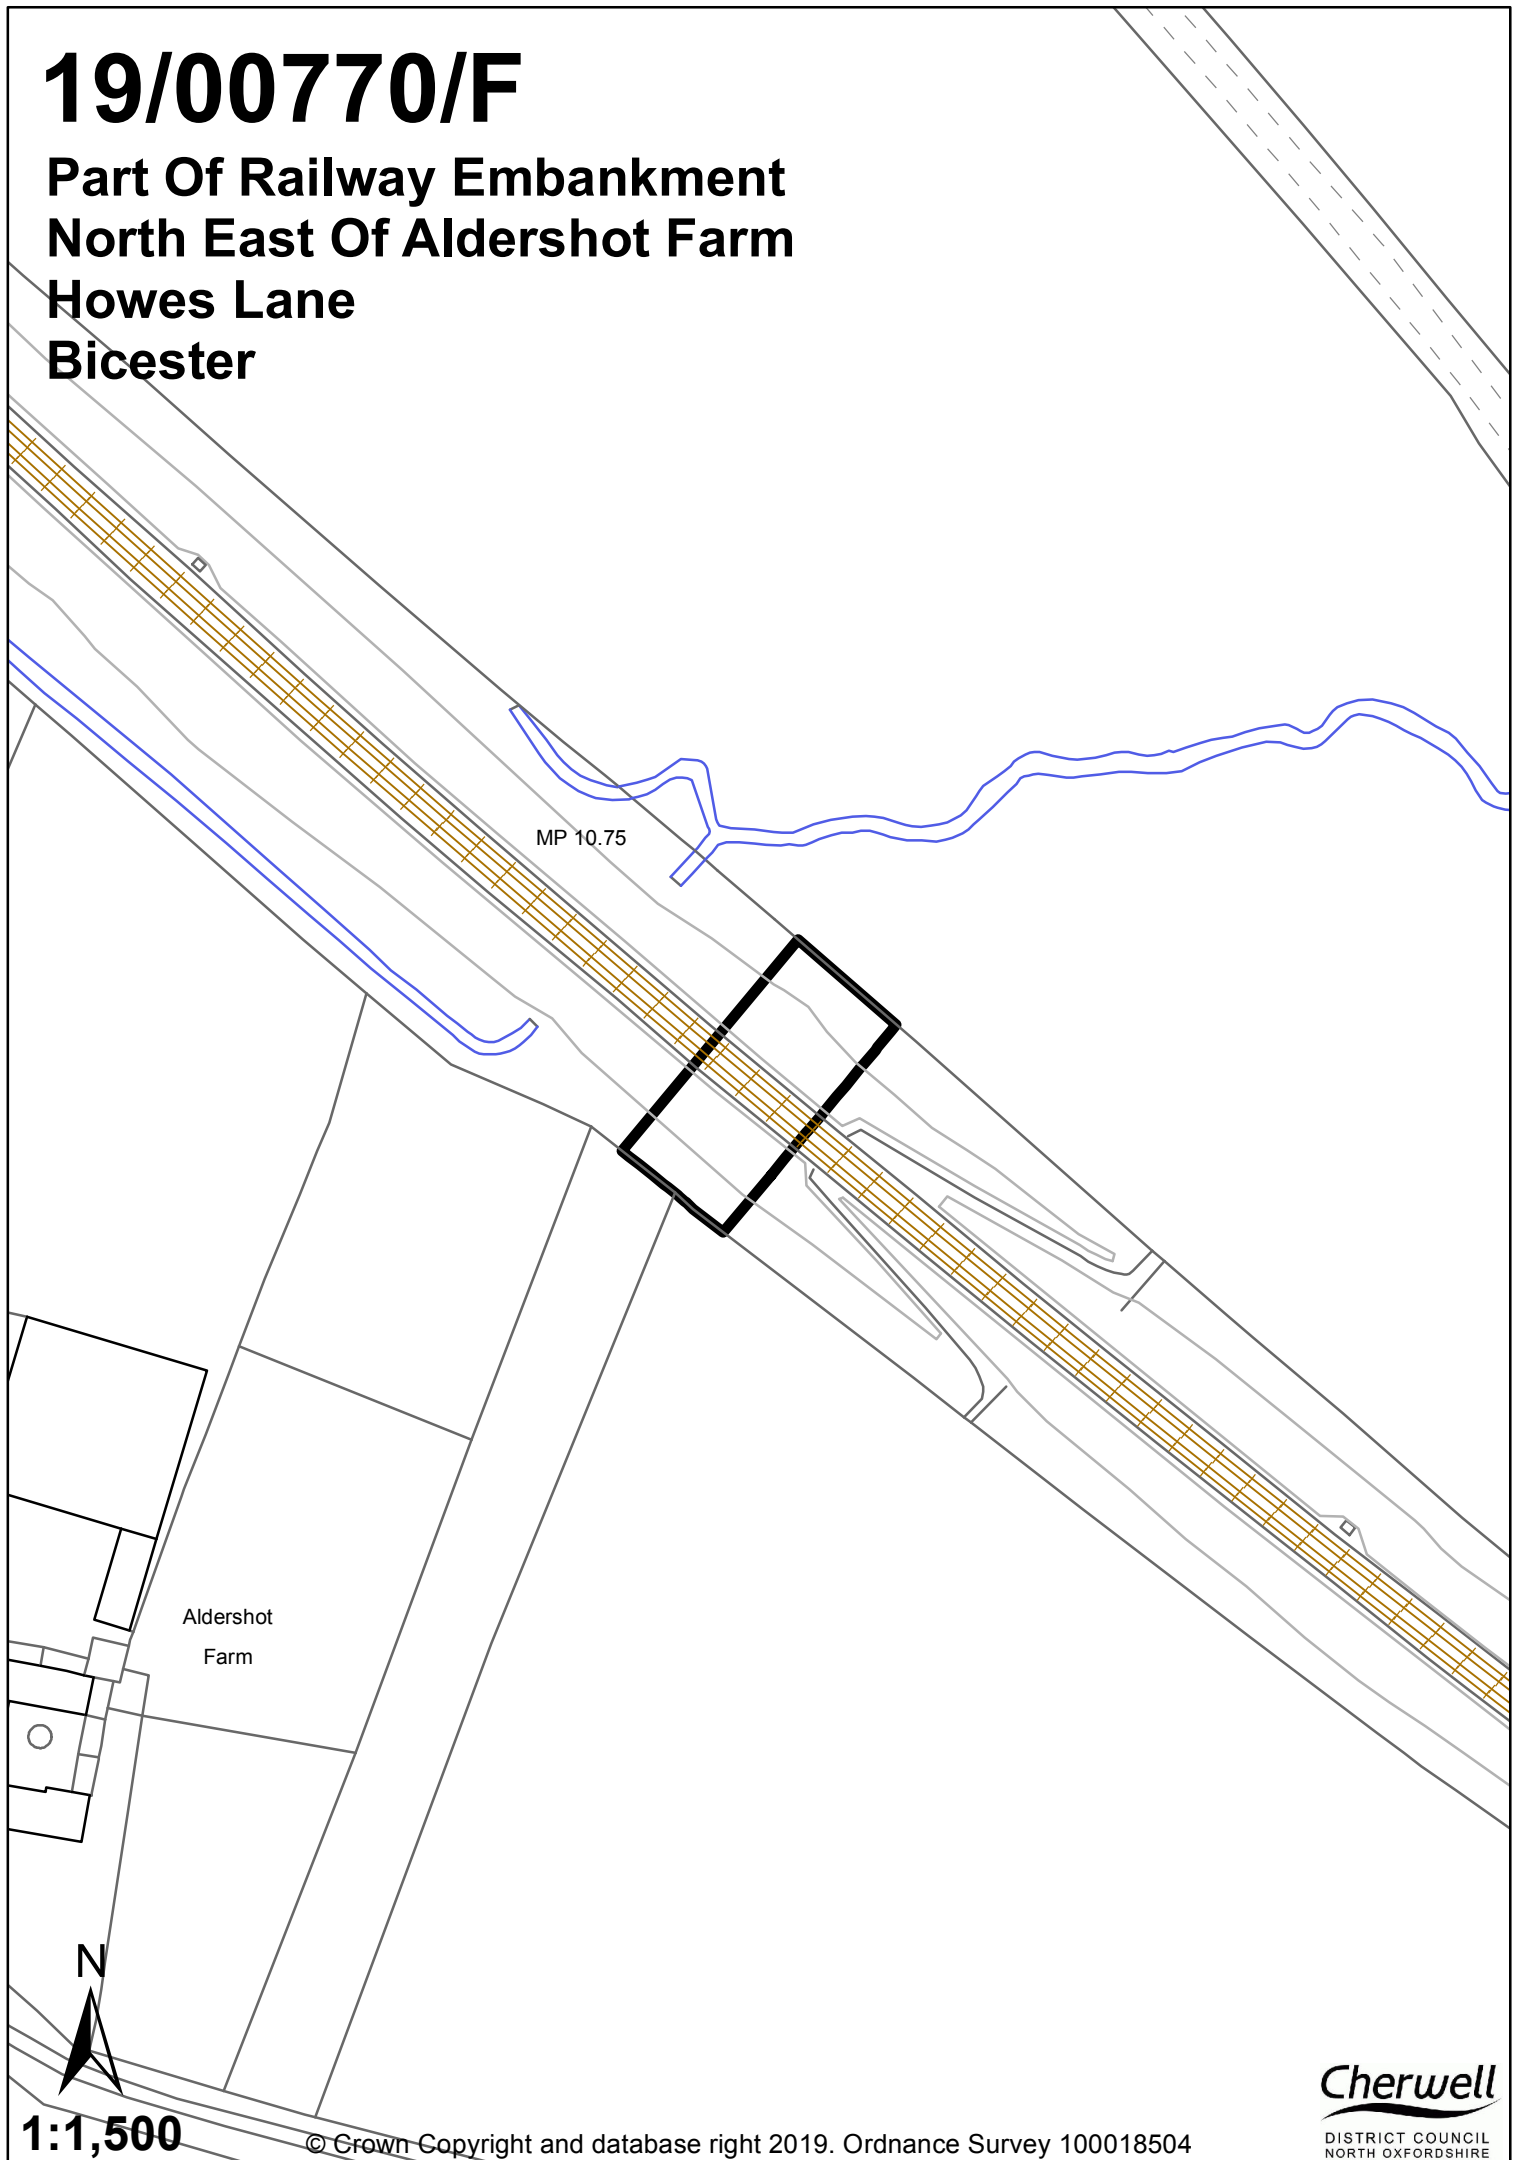 19/00770/F
Part Of Railway Embankment
North East Of Aldershot Farm
Howes Lane
Bicester
MP 10.75
Aldershot
Farm
N
1:1,500
© Crown Copyright and database right 2019. Ordnance Survey 100018504
Cherwell
DISTRICT COUNCIL
NORTH OXFORDSHIRE